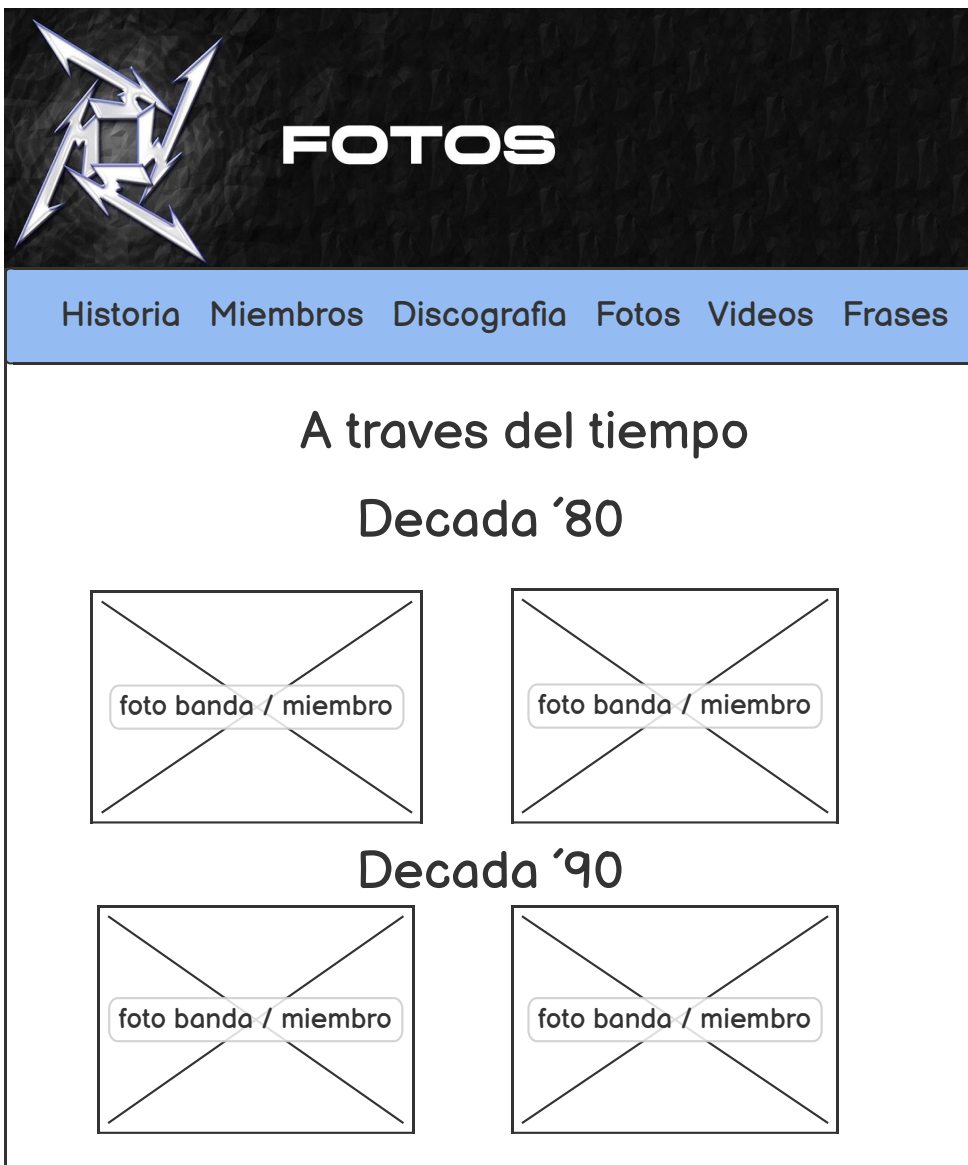 FOTOS
Historia Miembros Discografia Fotos Videos Frases
A traves del tiempo
Decada ´80
foto banda / miembro foto banda / miembro
Decada ´90
foto banda / miembro foto banda / miembro